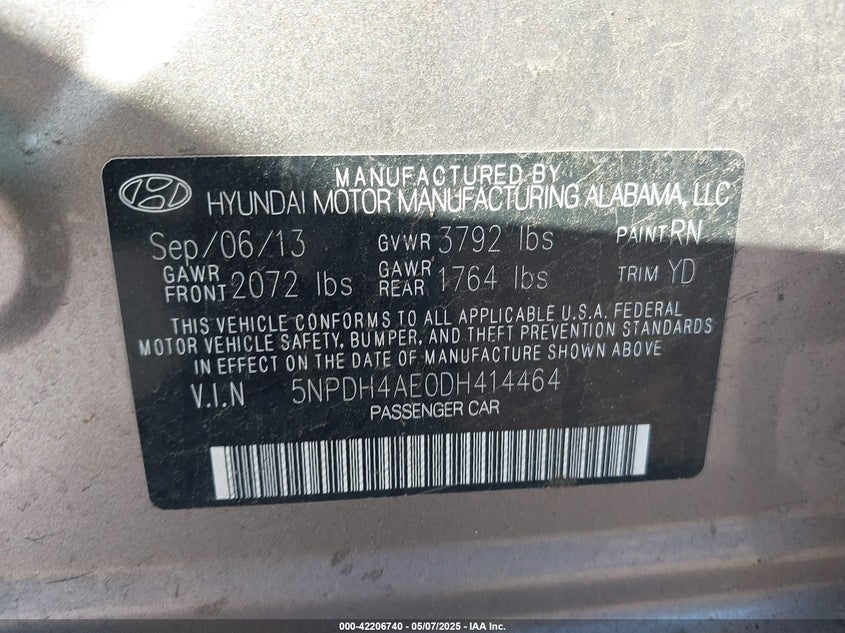 MANUFACTURED BY
HYUNDAI MOTOR MANUFACTURING ALABAMA, LLC
Sep/06/13 GVWR 3792 lbs PAINT RN
GAWR FRONT 2072 lbs GAWR REAR 1764 lbs TRIM YD
THIS VEHICLE CONFORMS TO ALL APPLICABLE U.S.A. FEDERAL
MOTOR VEHICLE SAFETY, BUMPER, AND THEFT PREVENTION STANDARDS
IN EFFECT ON THE DATE OF MANUFACTURE SHOWN ABOVE
V.I.N 5NPDH4AE0DH414464
PASSENGER CAR
000-42206740 - 05/07/2025 - IAA Inc.